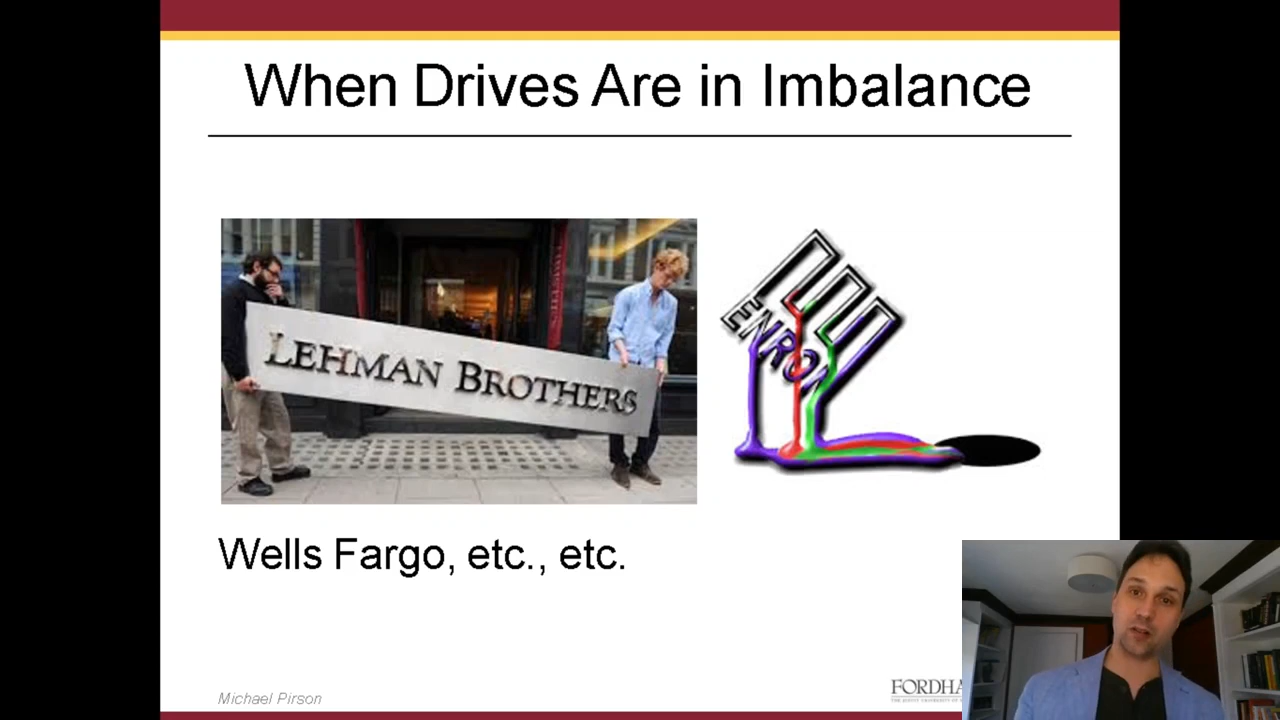 When Drives Are in Imbalance
LEHMAN BROTHERS
ENRON
Wells Fargo, etc., etc.
Michael Pirson
FORDHA